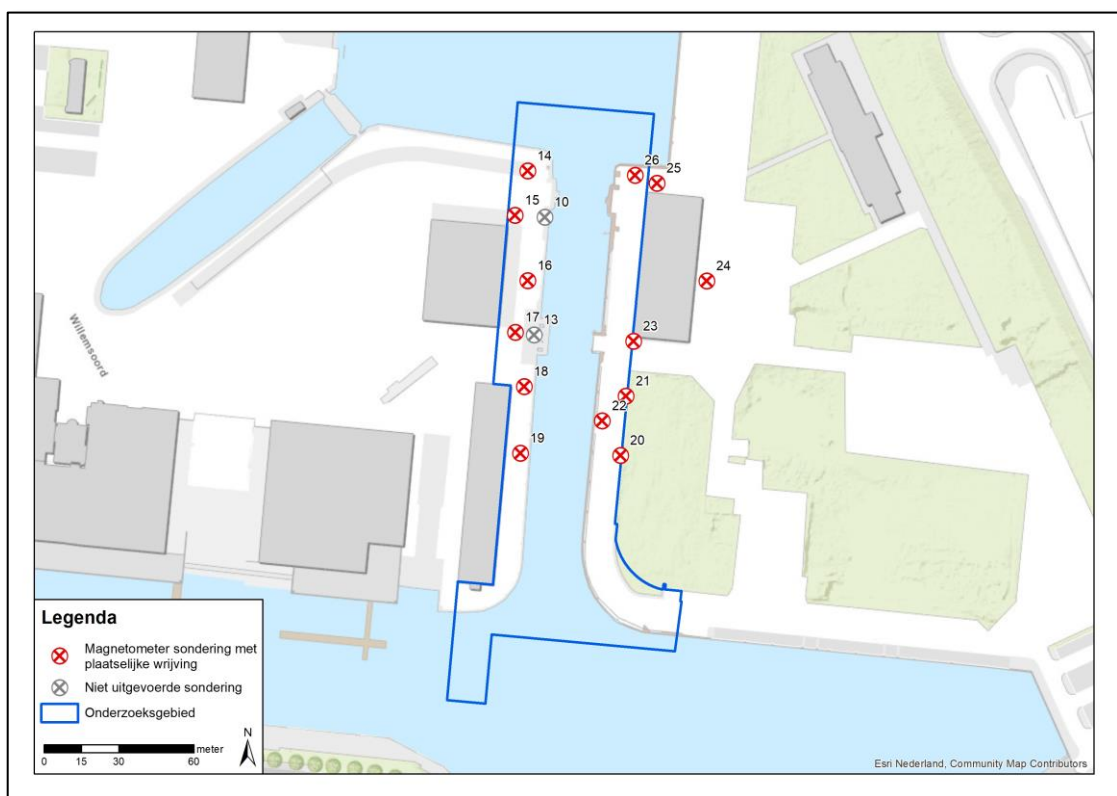 14
26
25
15
10
16
24
17
13
23
Willemsoord
18
21
22
19
20
Legenda
Magnetometer sondering met
plaatselijke wrijving
Niet uitgevoerde sondering
Onderzoeksgebied
N
meter
0 15 30 60
Esri Nederland, Community Map Contributors